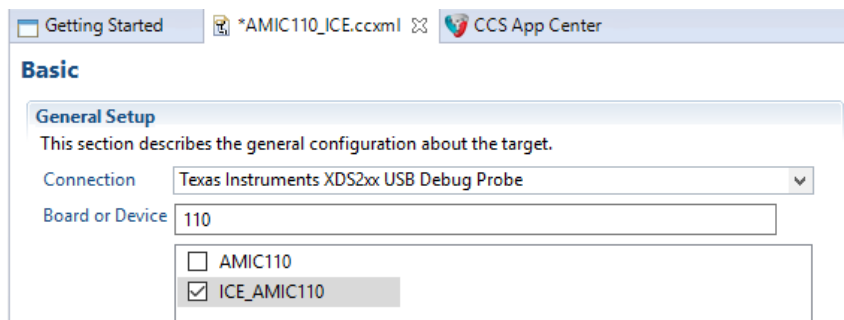 Getting Started *AMIC110_ICE.ccxml CCS App Center
Basic
General Setup
This section describes the general configuration about the target.
Connection Texas Instruments XDS2xx USB Debug Probe
Board or Device 110
AMIC110
ICE_AMIC110